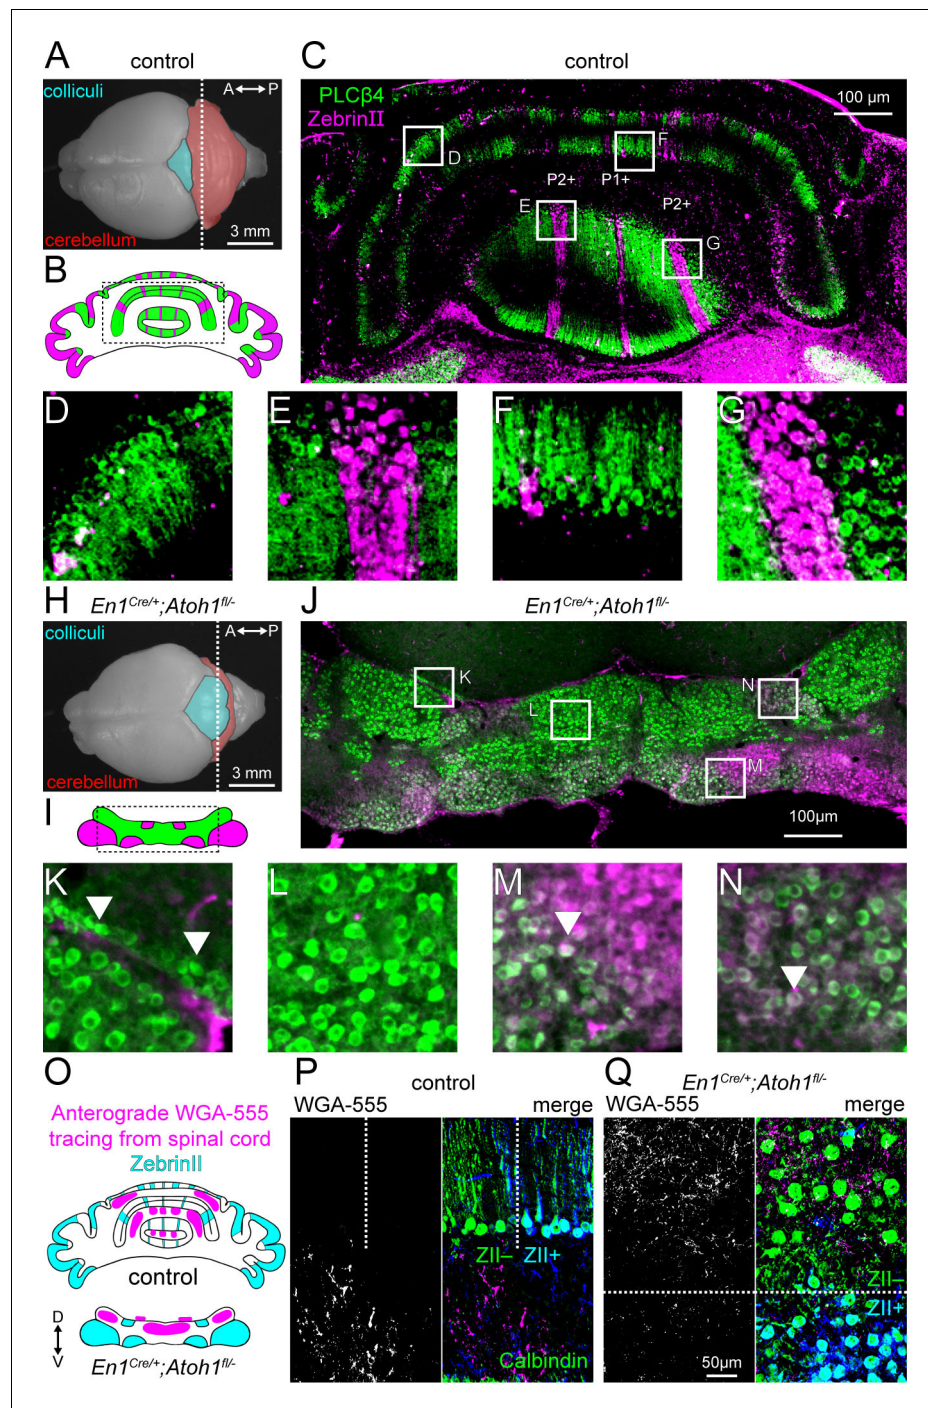 A
control
colliculi
A
P
3 mm
cerebellum
B
C
control
PLCβ4
ZebrinII
100 µm
D
F
P2+
P1+
P2+
E
G
D
E
F
G
H
En1Cre/+;Atoh1fl/-
colliculi
A
P
3 mm
cerebellum
I
J
En1Cre/+;Atoh1fl/-
K
L
N
M
100µm
K
L
M
N
O
Anterograde WGA-555
tracing from spinal cord
ZebrinII
control
D
V
En1Cre/+;Atoh1fl/-
P
control
WGA-555
merge
ZII–
ZII+
Calbindin
Q
En1Cre/+;Atoh1fl/-
WGA-555
merge
ZII–
ZII+
50µm